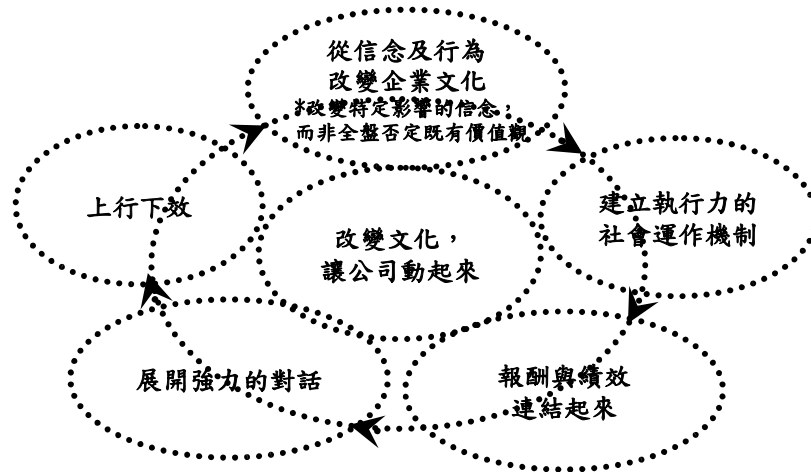 從信念及行為
改變企業文化
*改變特定影響的信念，
而非全盤否定既有價值觀
建立執行力的
社會運作機制
報酬與績效
連結起來
展開強力的對話
上行下效
改變文化，
讓公司動起來